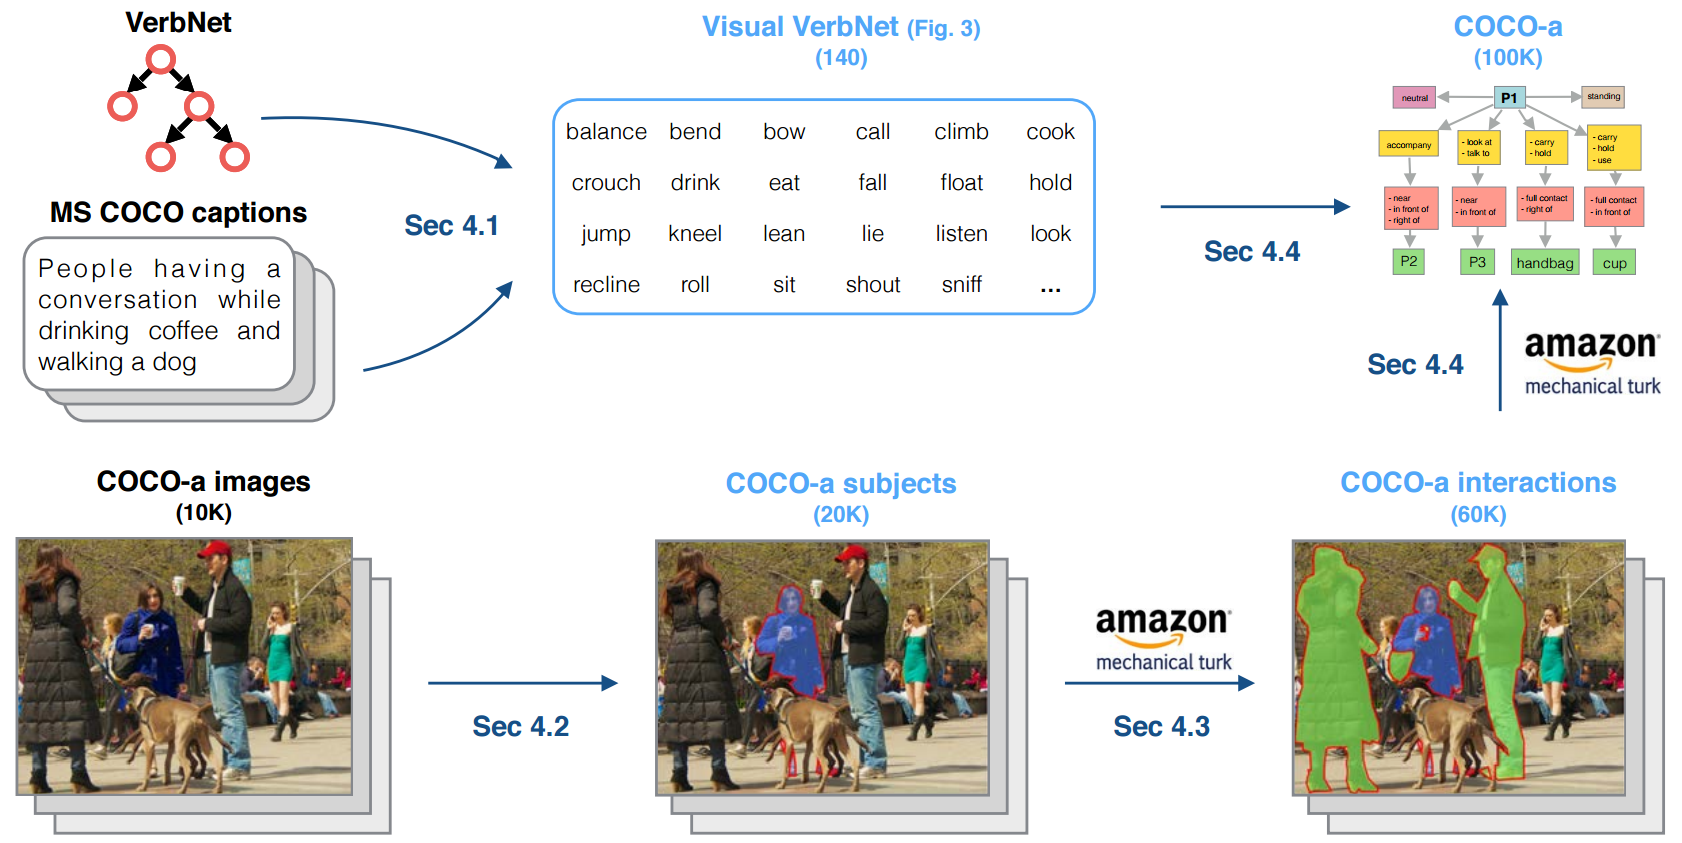 VerbNet
MS COCO captions
People having a
conversation while
drinking coffee and
walking a dog
Sec 4.1
Visual VerbNet (Fig. 3)
(140)
balance bend bow call climb cook
crouch drink eat fall float hold
jump kneel lean lie listen look
recline roll sit shout sniff ...
Sec 4.4
COCO-a
(100K)
neutral P1 standing
accompany
- look at
- talk to
- carry
- hold
- carry
- hold
- use
- near
- in front of
- right of
- near
- in front of
- full contact
- right of
- full contact
- in front of
P2 P3 handbag cup
Sec 4.4
amazon
mechanical turk
COCO-a images
(10K)
Sec 4.2
COCO-a subjects
(20K)
amazon
mechanical turk
Sec 4.3
COCO-a interactions
(60K)